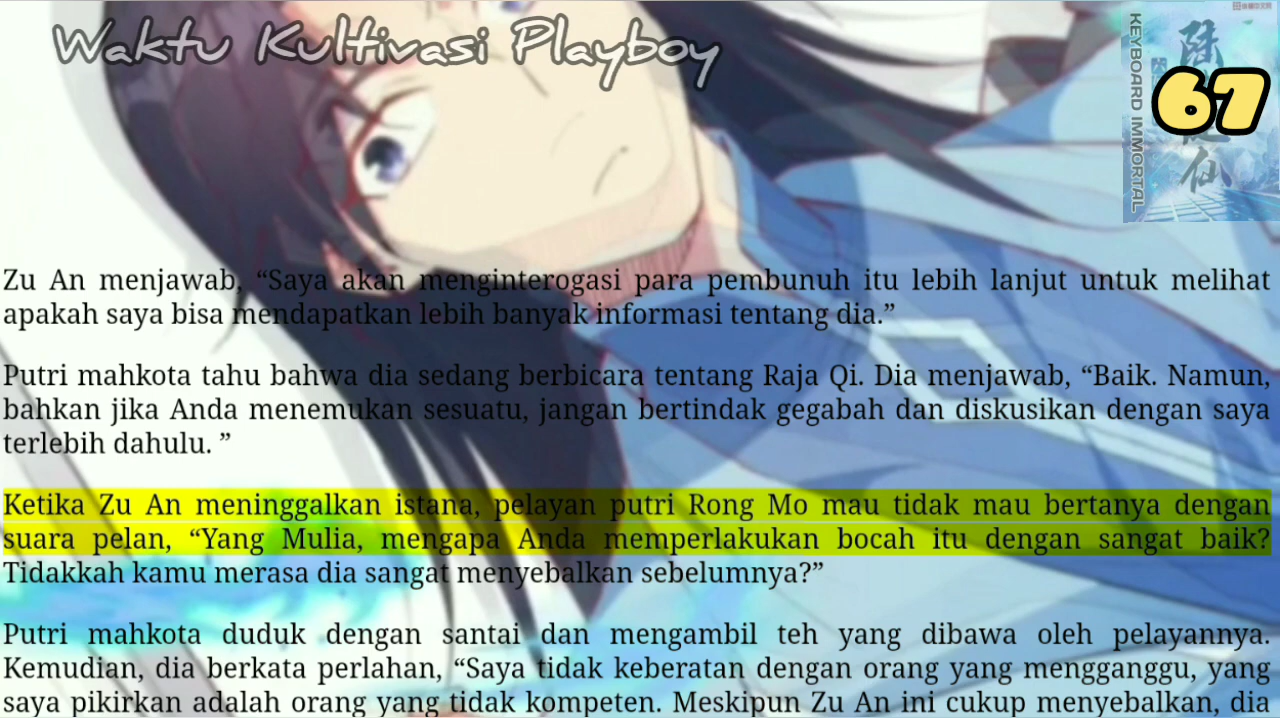 Waktu Kultivasi Playboy
KEYBOARD IMMORTAL
67
仙
Zu An menjawab, “Saya akan menginterogasi para pembunuh itu lebih lanjut untuk melihat
apakah saya bisa mendapatkan lebih banyak informasi tentang dia.”
Putri mahkota tahu bahwa dia sedang berbicara tentang Raja Qi. Dia menjawab, “Baik. Namun,
bahkan jika Anda menemukan sesuatu, jangan bertindak gegabah dan diskusikan dengan saya
terlebih dahulu. ”
Ketika Zu An meninggalkan istana, pelayan putri Rong Mo mau tidak mau bertanya dengan
suara pelan, “Yang Mulia, mengapa Anda memperlakukan bocah itu dengan sangat baik?
Tidakkah kamu merasa dia sangat menyebalkan sebelumnya?”
Putri mahkota duduk dengan santai dan mengambil teh yang dibawa oleh pelayannya.
Kemudian, dia berkata perlahan, “Saya tidak keberatan dengan orang yang mengganggu, yang
saya pikirkan adalah orang yang tidak kompeten. Meskipun Zu An ini cukup menyebalkan, dia